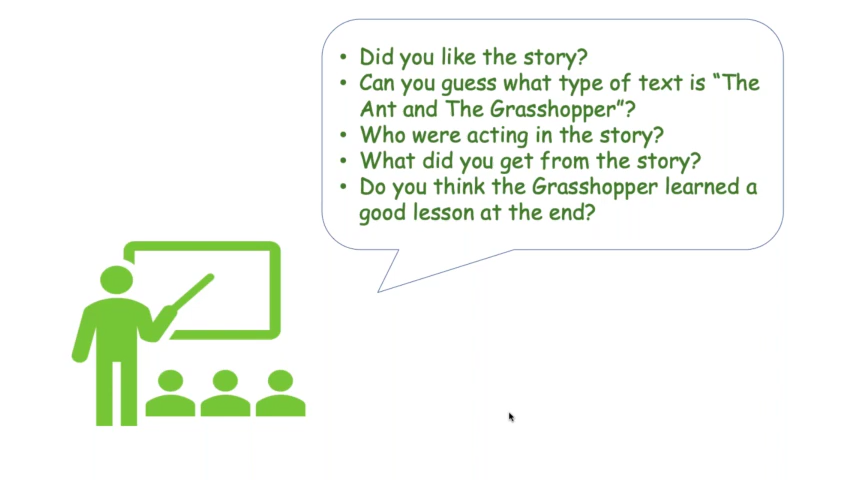 • Did you like the story?
• Can you guess what type of text is “The
Ant and The Grasshopper”?
• Who were acting in the story?
• What did you get from the story?
• Do you think the Grasshopper learned a
good lesson at the end?